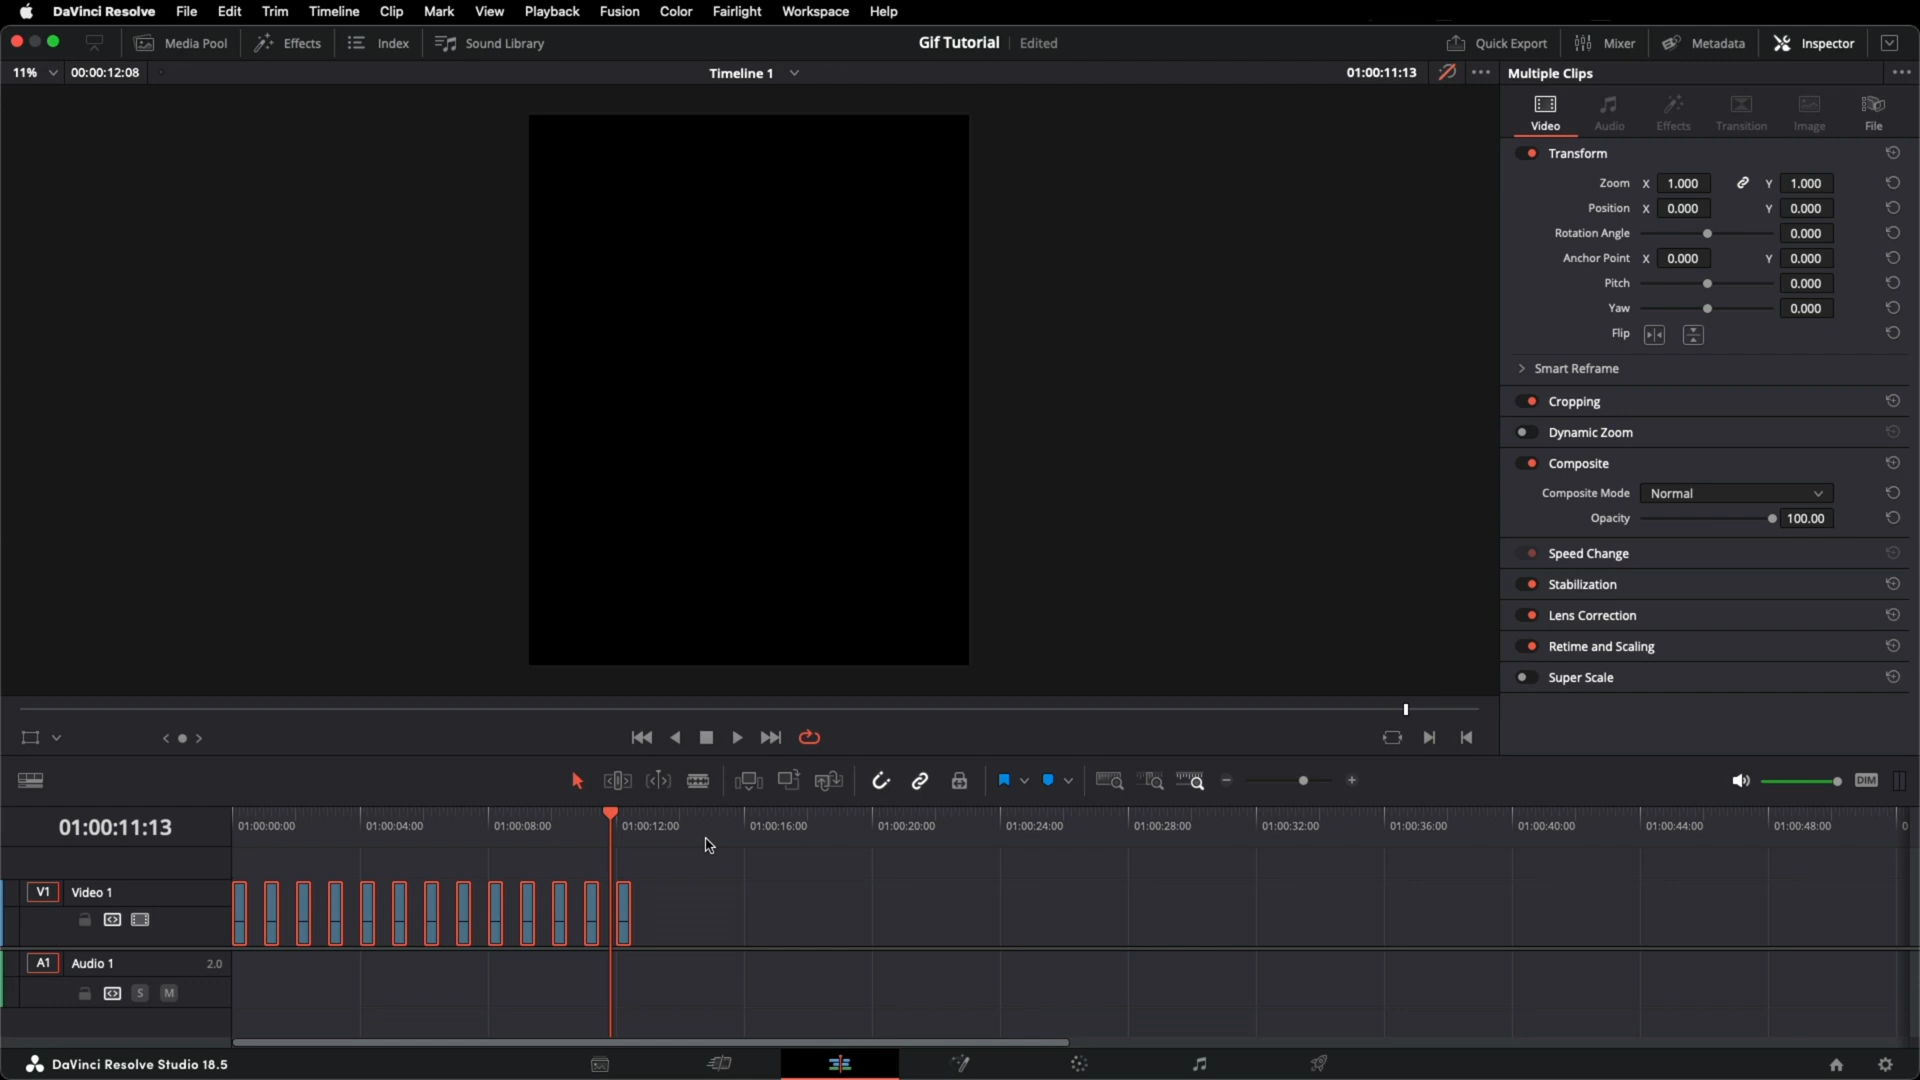 DaVinci Resolve File Edit Trim Timeline Clip Mark View Playback Fusion Color Fairlight Workspace Help
Media Pool Effects Index Sound Library Gif Tutorial Edited Quick Export Mixer Metadata Inspector
11% 00:00:12:08 Timeline 1 01:00:11:13 Multiple Clips
Video Audio Effects Transition Image File
Transform
Zoom X 1.000 Y 1.000
Position X 0.000 Y 0.000
Rotation Angle 0.000
Anchor Point X 0.000 Y 0.000
Pitch 0.000
Yaw 0.000
Flip
Smart Reframe
Cropping
Dynamic Zoom
Composite
Composite Mode Normal
Opacity 100.00
Speed Change
Stabilization
Lens Correction
Retime and Scaling
Super Scale
DIM
01:00:11:13 01:00:00:00 01:00:04:00 01:00:08:00 01:00:12:00 01:00:16:00 01:00:20:00 01:00:24:00 01:00:28:00 01:00:32:00 01:00:36:00 01:00:40:00 01:00:44:00 01:00:48:00 0
V1 Video 1
A1 Audio 1 2.0
S M
DaVinci Resolve Studio 18.5